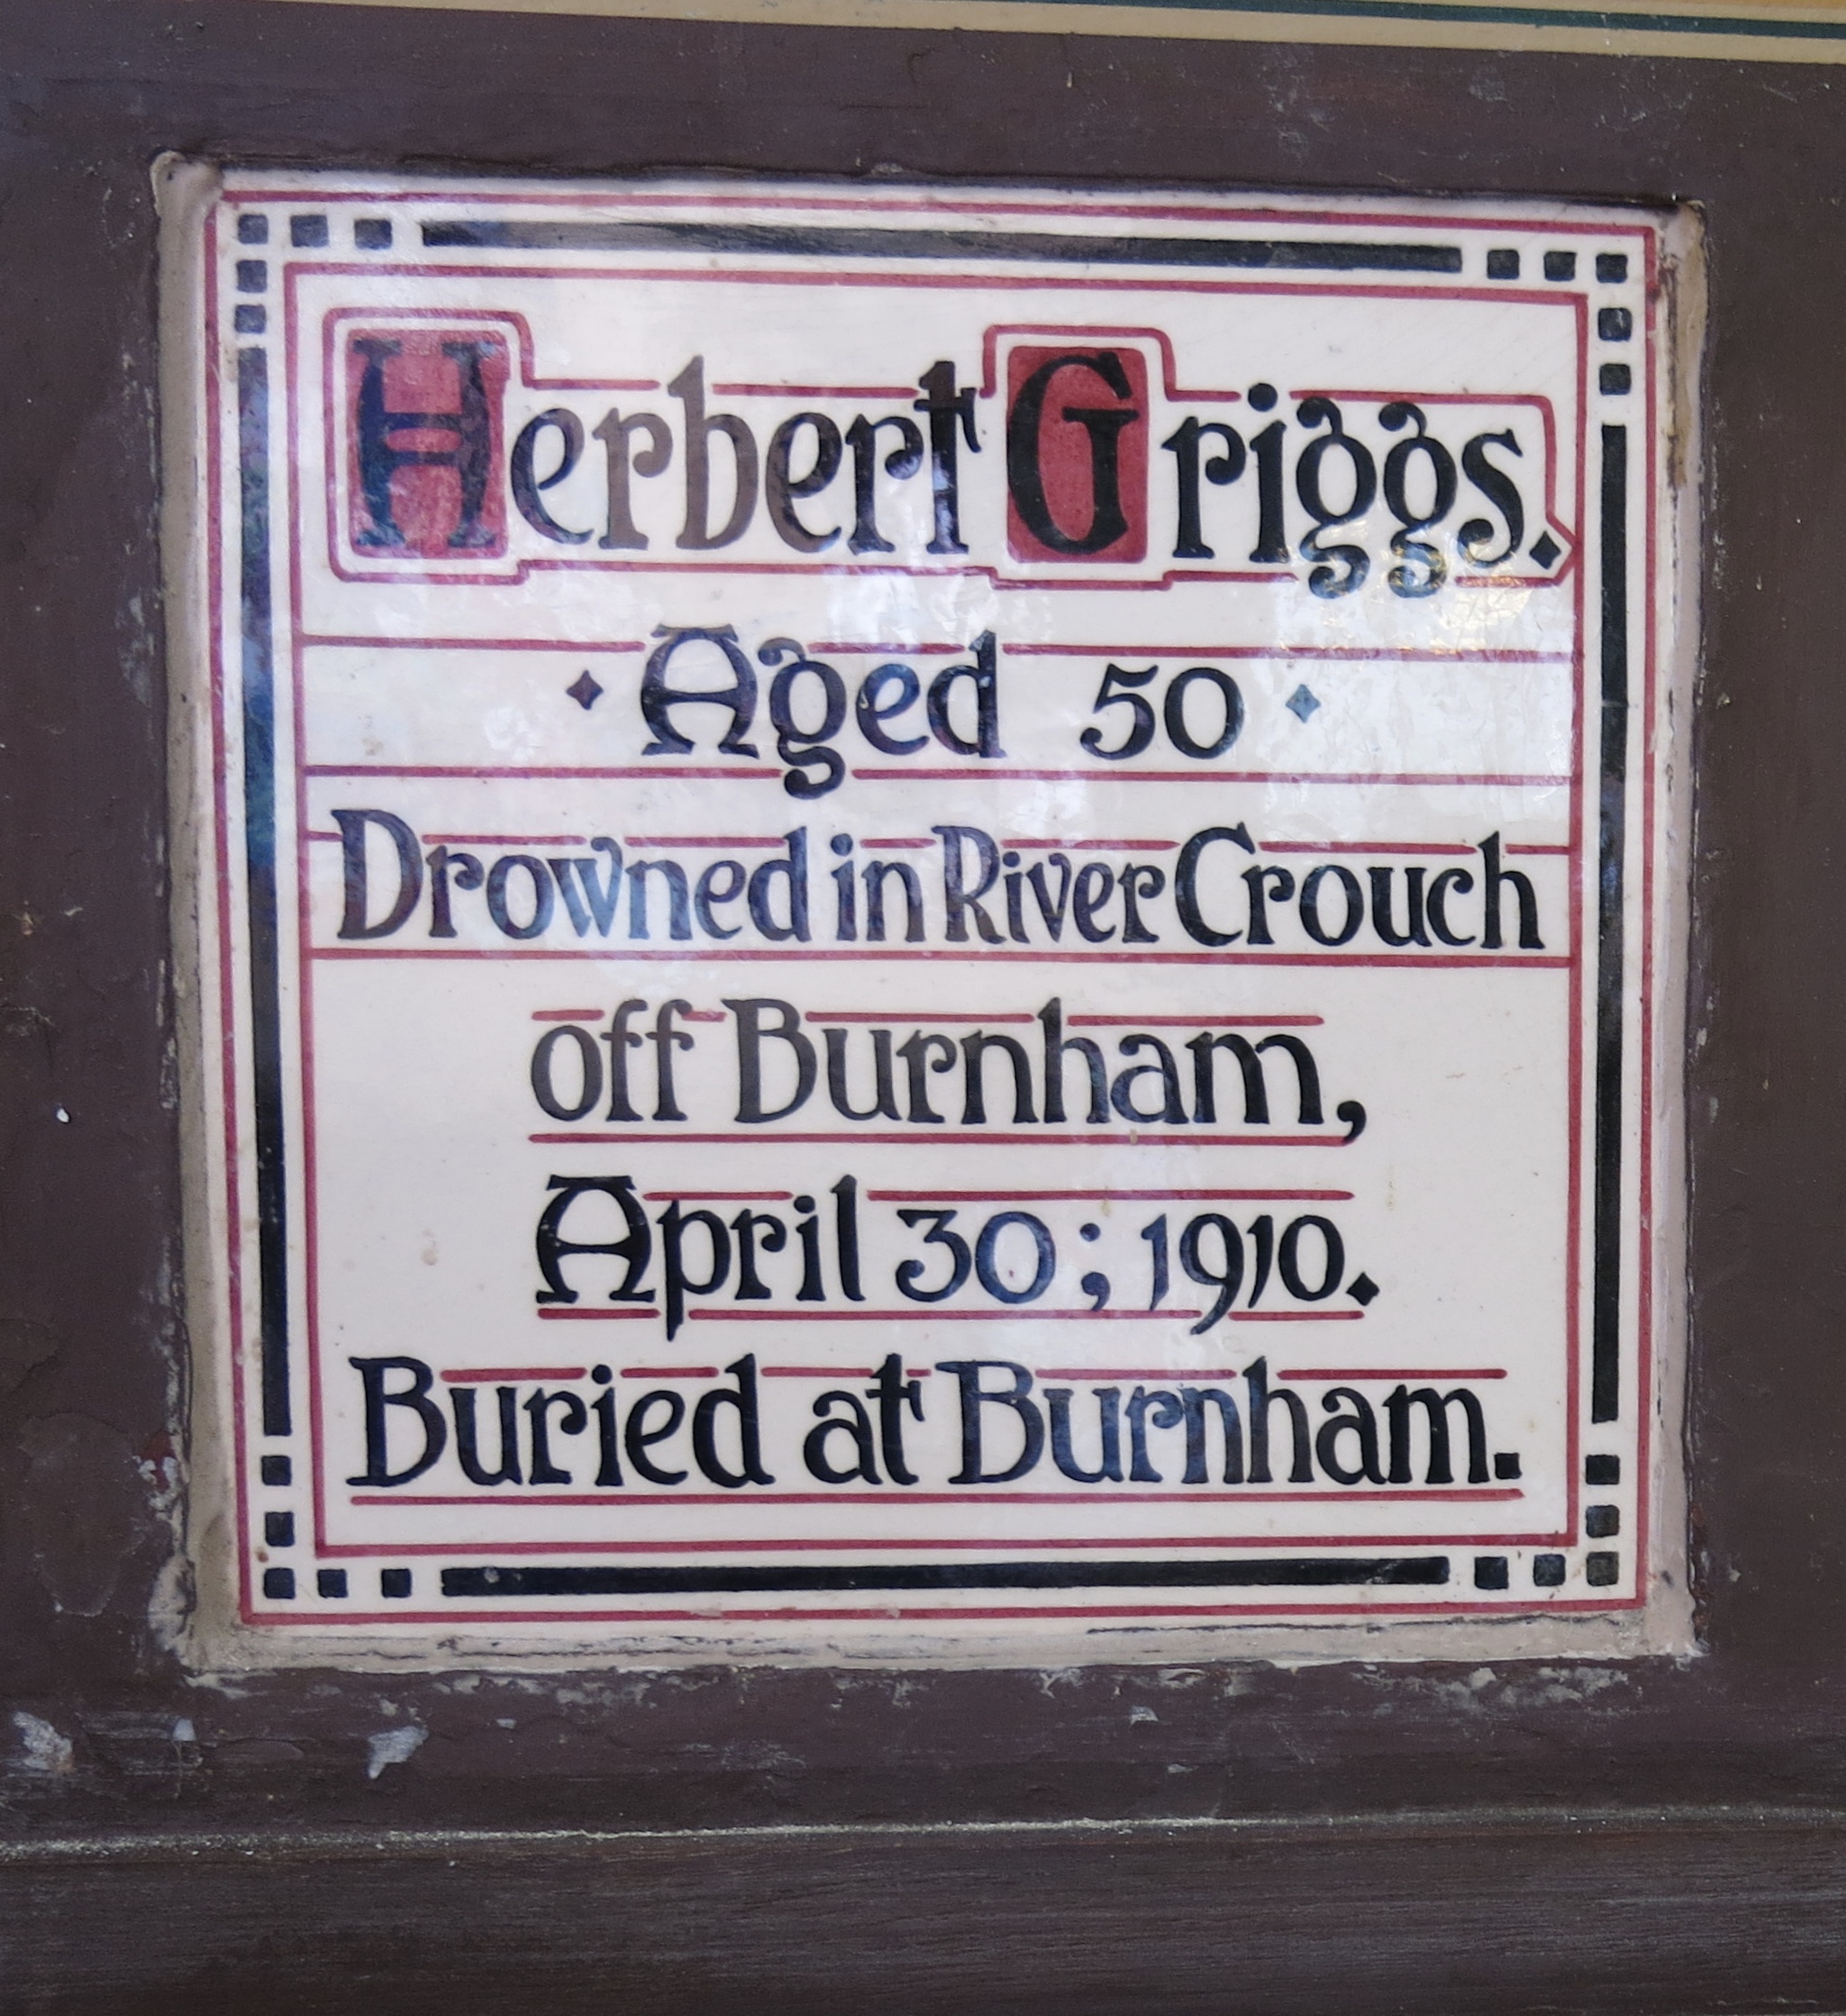 Herbert Griggs.
Aged 50
Drowned in River Crouch
off Burnham,
April 30; 1910.
Buried at Burnham.